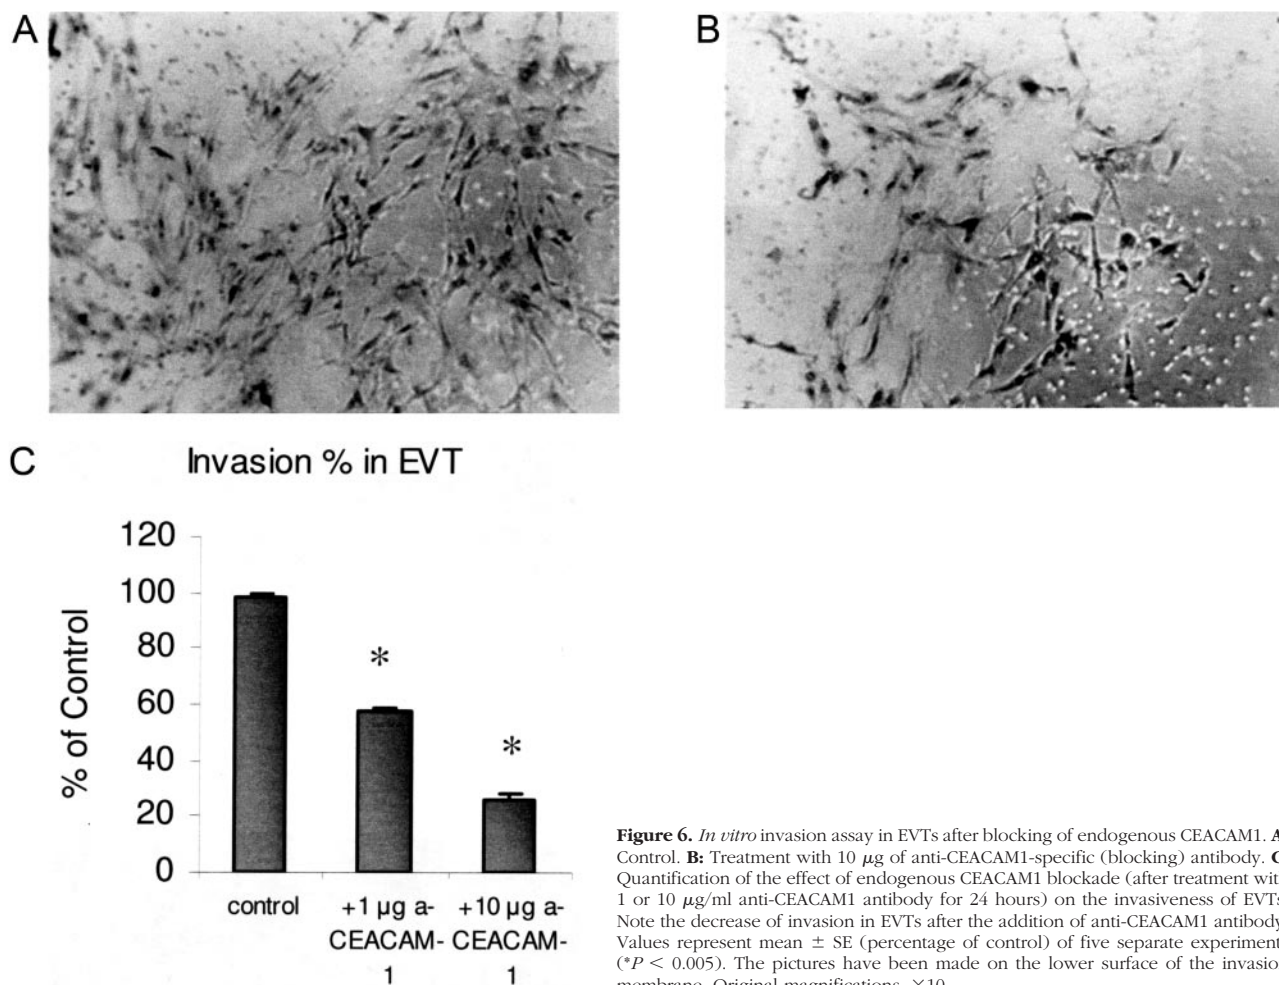 A
B
C
Invasion % in EVT
120
100
80
60
40
20
0
% of Control
*
*
control
+1 µg a-
CEACAM-
1
+10 µg a-
CEACAM-
1
Figure 6. In vitro invasion assay in EVTs after blocking of endogenous CEACAM1. A
Control. B: Treatment with 10 µg of anti-CEACAM1-specific (blocking) antibody. C
Quantification of the effect of endogenous CEACAM1 blockade (after treatment wit
1 or 10 µg/ml anti-CEACAM1 antibody for 24 hours) on the invasiveness of EVTs
Note the decrease of invasion in EVTs after the addition of anti-CEACAM1 antibody
Values represent mean ± SE (percentage of control) of five separate experiment
(*P < 0.005). The pictures have been made on the lower surface of the invasio
membrane. Original magnifications, ×10